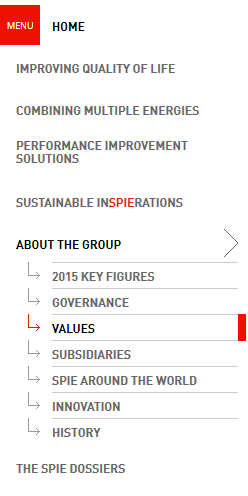 MENU HOME
IMPROVING QUALITY OF LIFE
COMBINING MULTIPLE ENERGIES
PERFORMANCE IMPROVEMENT
SOLUTIONS
SUSTAINABLE INSPIERATIONS
ABOUT THE GROUP
2015 KEY FIGURES
GOVERNANCE
VALUES
SUBSIDIARIES
SPIE AROUND THE WORLD
INNOVATION
HISTORY
THE SPIE DOSSIERS